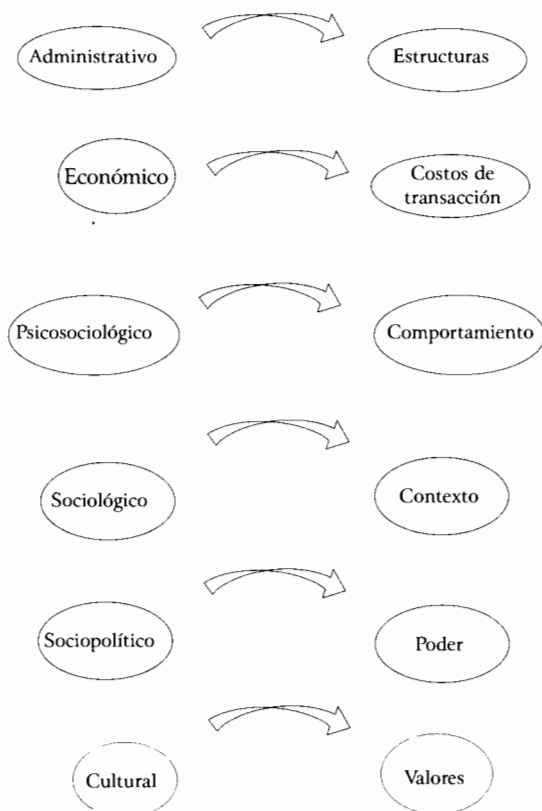 Administrativo
Estructuras
Económico
Costos de
transacción
Psicosociológico
Comportamiento
Sociológico
Contexto
Sociopolítico
Poder
Cultural
Valores